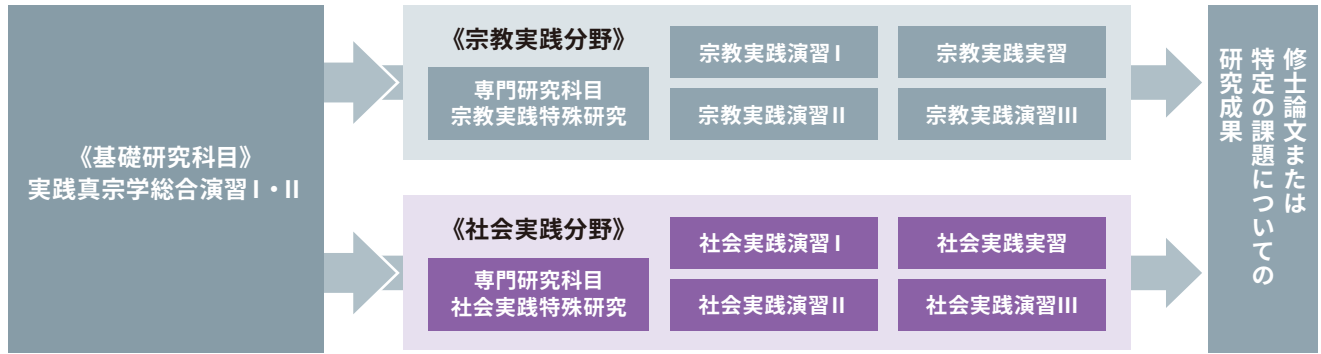 《基礎研究科目》
実践真宗学総合演習Ⅰ・Ⅱ
《宗教実践分野》
専門研究科目
宗教実践特殊研究
宗教実践演習Ⅰ
宗教実践実習
宗教実践演習Ⅱ
宗教実践演習Ⅲ
《社会実践分野》
専門研究科目
社会実践特殊研究
社会実践演習Ⅰ
社会実践実習
社会実践演習Ⅱ
社会実践演習Ⅲ
修士論文または
特定の課題についての
研究成果